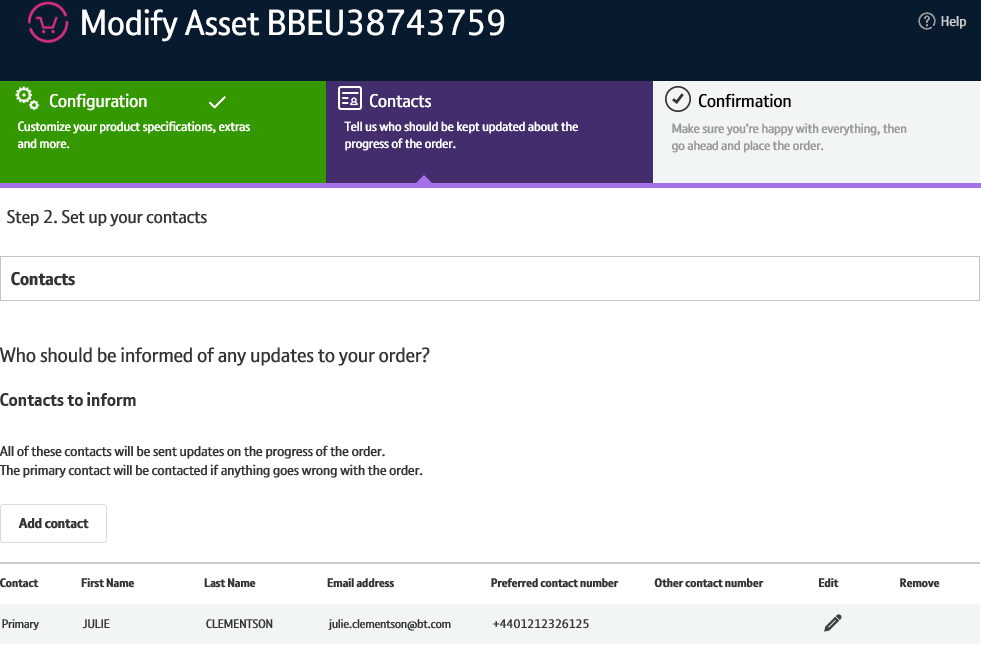 Modify Asset BBEU38743759
Help
Configuration
Customize your product specifications, extras
and more.
Contacts
Tell us who should be kept updated about the
progress of the order.
Confirmation
Make sure you're happy with everything, then
go ahead and place the order.
Step 2. Set up your contacts
Contacts
Who should be informed of any updates to your order?
Contacts to inform
All of these contacts will be sent updates on the progress of the order.
The primary contact will be contacted if anything goes wrong with the order.
Add contact
Contact First Name Last Name Email address Preferred contact number Other contact number Edit Remove
Primary JULIE CLEMENTSON julie.clementson@bt.com +4401212326125